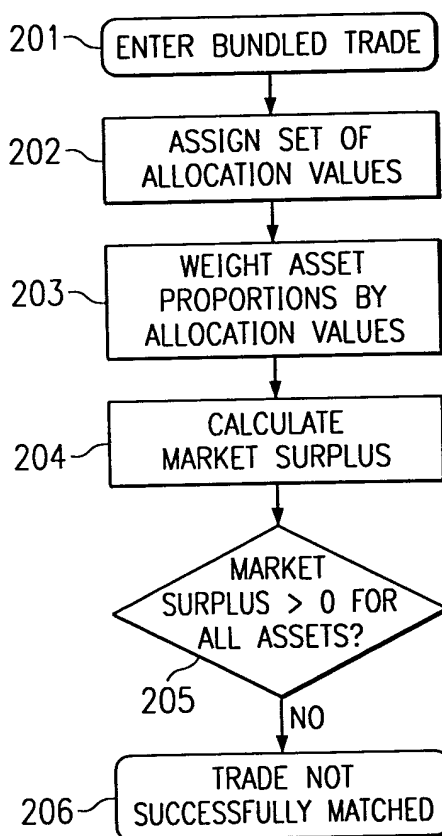 201
ENTER BUNDLED TRADE
202
ASSIGN SET OF
ALLOCATION VALUES
203
WEIGHT ASSET
PROPORTIONS BY
ALLOCATION VALUES
204
CALCULATE
MARKET SURPLUS
MARKET
SURPLUS > 0 FOR
ALL ASSETS?
205
NO
206
TRADE NOT
SUCCESSFULLY MATCHED